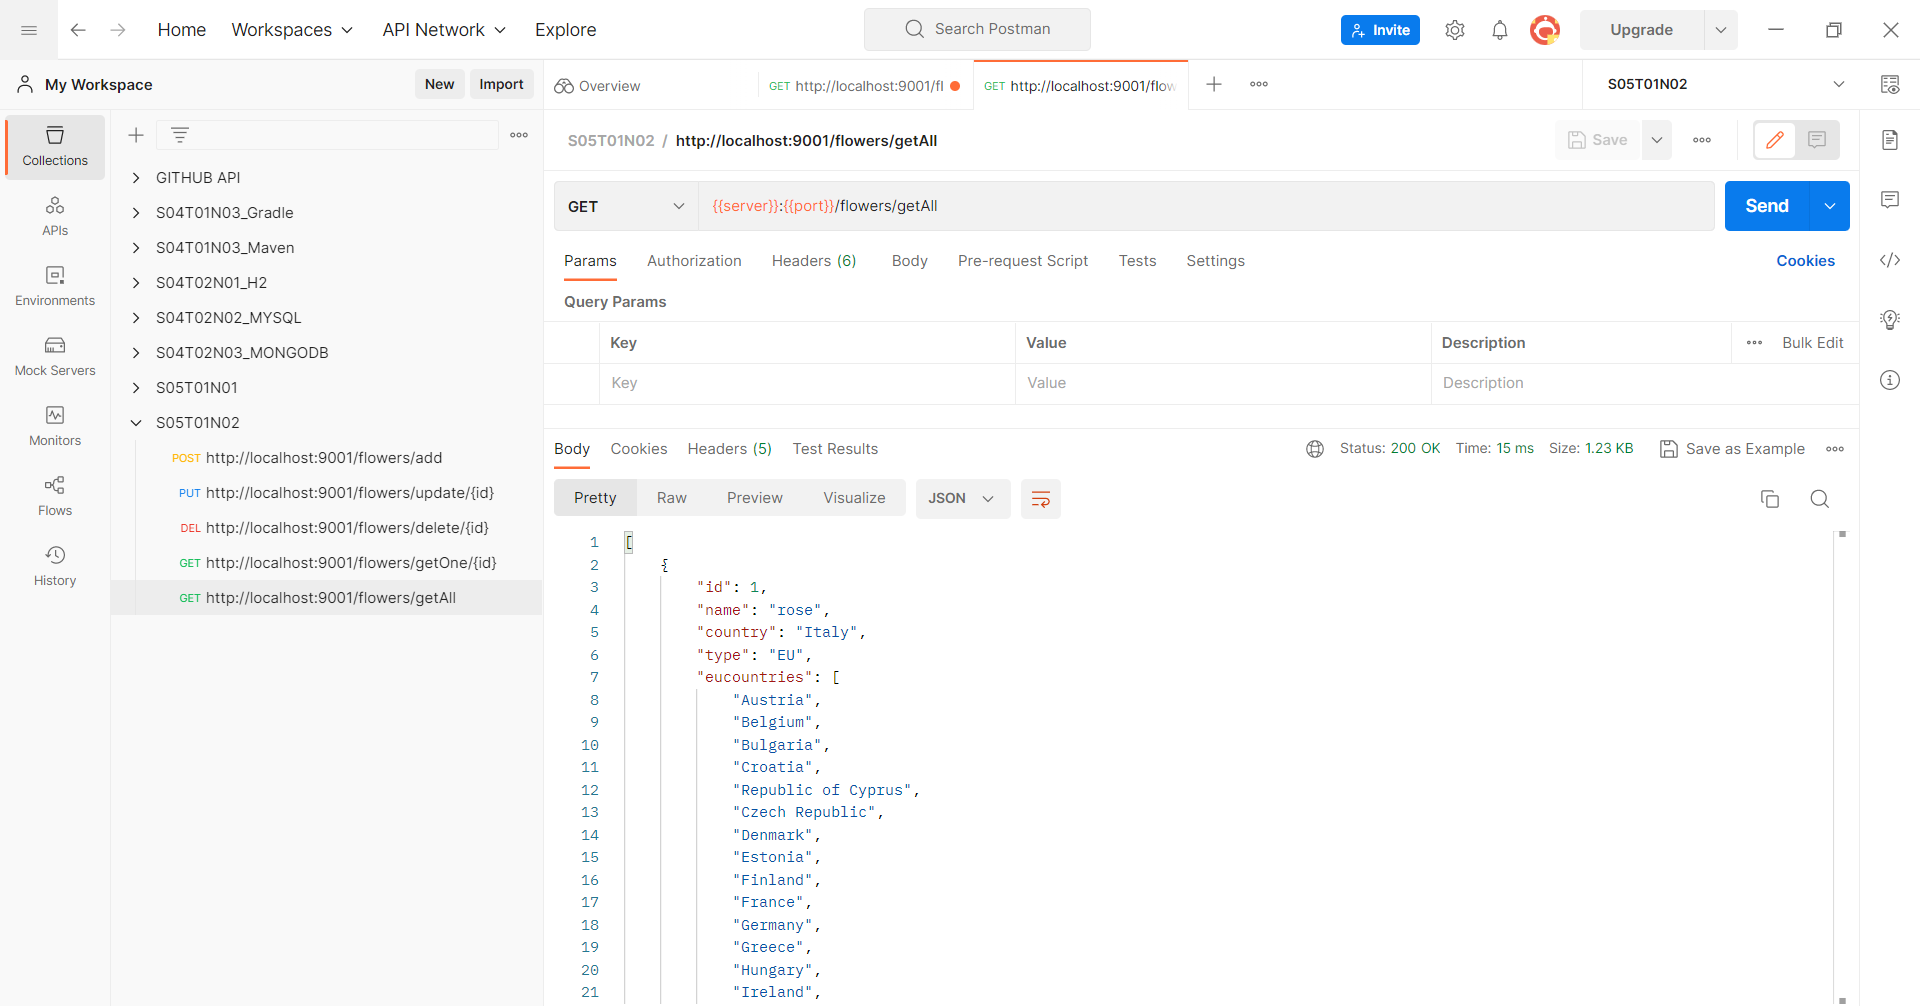 Home Workspaces API Network Explore Search Postman Invite Upgrade
My Workspace New Import
Overview GET http://localhost:9001/fl GET http://localhost:9001/flow S05T01N02
Collections
APIs
Environments
Mock Servers
Monitors
Flows
History
GITHUB API
S04T01N03_Gradle
S04T01N03_Maven
S04T02N01_H2
S04T02N02_MYSQL
S04T02N03_MONGODB
S05T01N01
S05T01N02
POST http://localhost:9001/flowers/add
PUT http://localhost:9001/flowers/update/{id}
DEL http://localhost:9001/flowers/delete/{id}
GET http://localhost:9001/flowers/getOne/{id}
GET http://localhost:9001/flowers/getAll
S05T01N02 / http://localhost:9001/flowers/getAll Save
GET {{server}}:{{port}}/flowers/getAll Send
Params Authorization Headers (6) Body Pre-request Script Tests Settings Cookies
Query Params
Key Value Description Bulk Edit
Key Value Description
Body Cookies Headers (5) Test Results Status: 200 OK Time: 15 ms Size: 1.23 KB Save as Example
Pretty Raw Preview Visualize JSON
1 [
2 {
3 "id": 1,
4 "name": "rose",
5 "country": "Italy",
6 "type": "EU",
7 "eucountries": [
8 "Austria",
9 "Belgium",
10 "Bulgaria",
11 "Croatia",
12 "Republic of Cyprus",
13 "Czech Republic",
14 "Denmark",
15 "Estonia",
16 "Finland",
17 "France",
18 "Germany",
19 "Greece",
20 "Hungary",
21 "Ireland",